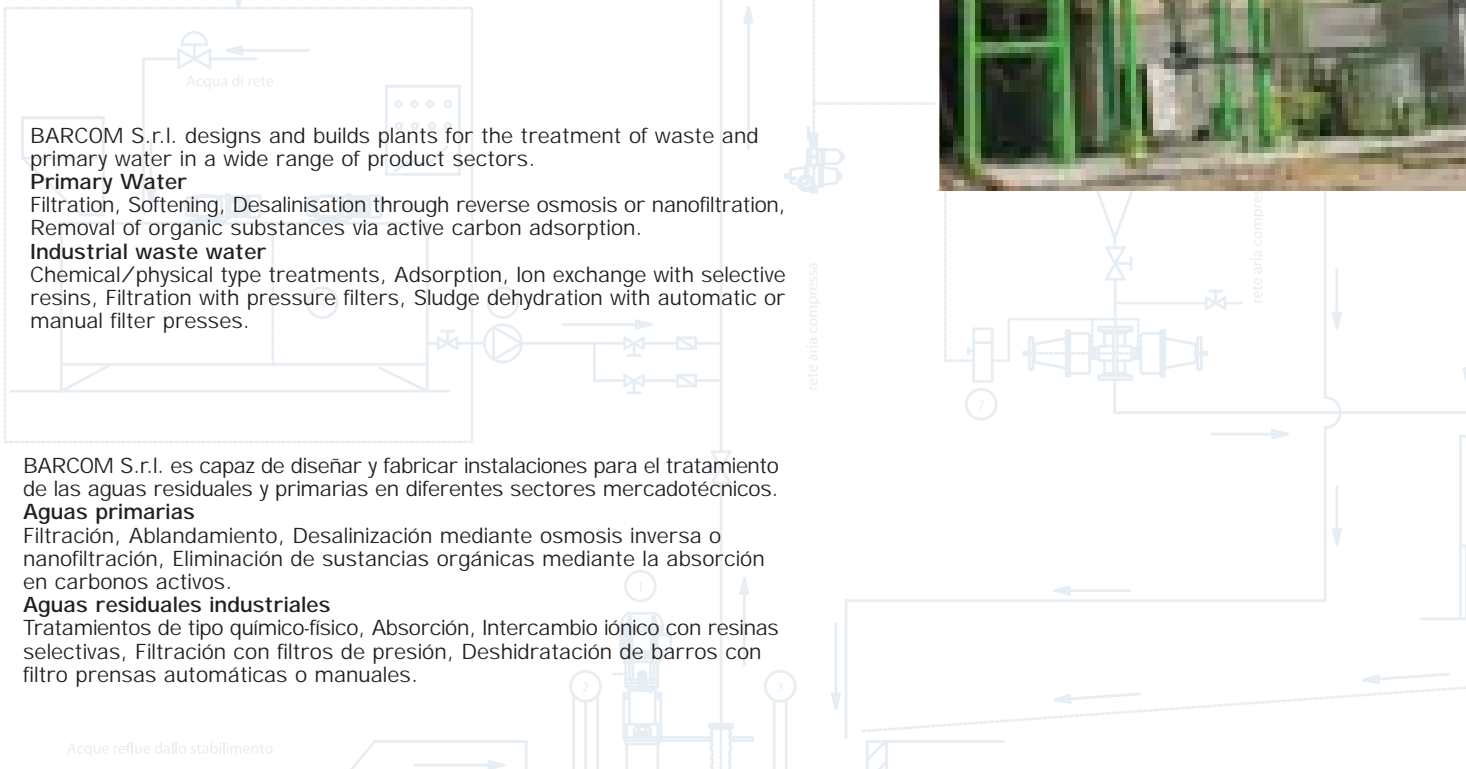 Acqua di rete
BARCOM S.r.l. designs and builds plants for the treatment of waste and
primary water in a wide range of product sectors.
Primary Water
Filtration, Softening, Desalinisation through reverse osmosis or nanofiltration,
Removal of organic substances via active carbon adsorption.
Industrial waste water
Chemical/physical type treatments, Adsorption, Ion exchange with selective
resins, Filtration with pressure filters, Sludge dehydration with automatic or
manual filter presses.
rete aria compressa
rete aria compres
7
BARCOM S.r.l. es capaz de diseñar y fabricar instalaciones para el tratamiento
de las aguas residuales y primarias en diferentes sectores mercadotécnicos.
Aguas primarias
Filtración, Ablandamiento, Desalinización mediante osmosis inversa o
nanofiltración, Eliminación de sustancias orgánicas mediante la absorción
en carbonos activos.
Aguas residuales industriales
Tratamientos de tipo químico-físico, Absorción, Intercambio iónico con resinas
selectivas, Filtración con filtros de presión, Deshidratación de barros con
filtro prensas automáticas o manuales.
1
2
3
Acque reflue dallo stabilimento